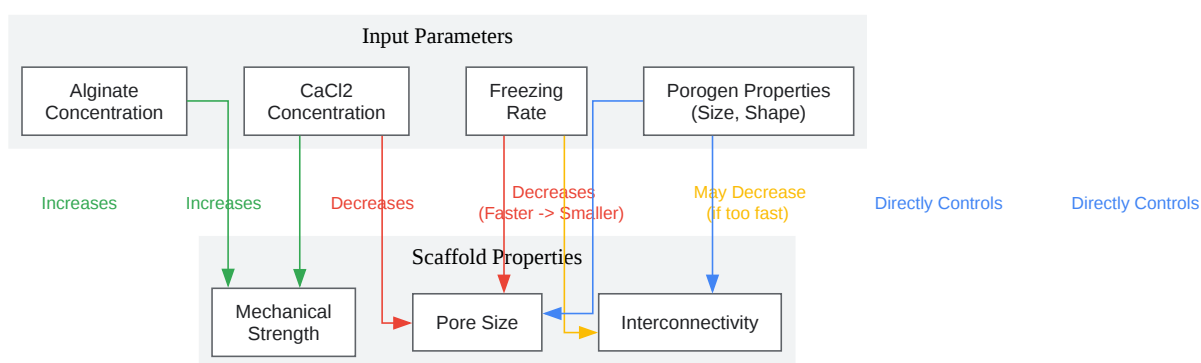 Input Parameters
Alginate
Concentration
CaCl2
Concentration
Freezing
Rate
Porogen Properties
(Size, Shape)
Increases
Increases
Decreases
Decreases
(Faster -> Smaller)
May Decrease
(if too fast)
Directly Controls
Directly Controls
Scaffold Properties
Mechanical
Strength
Pore Size
Interconnectivity